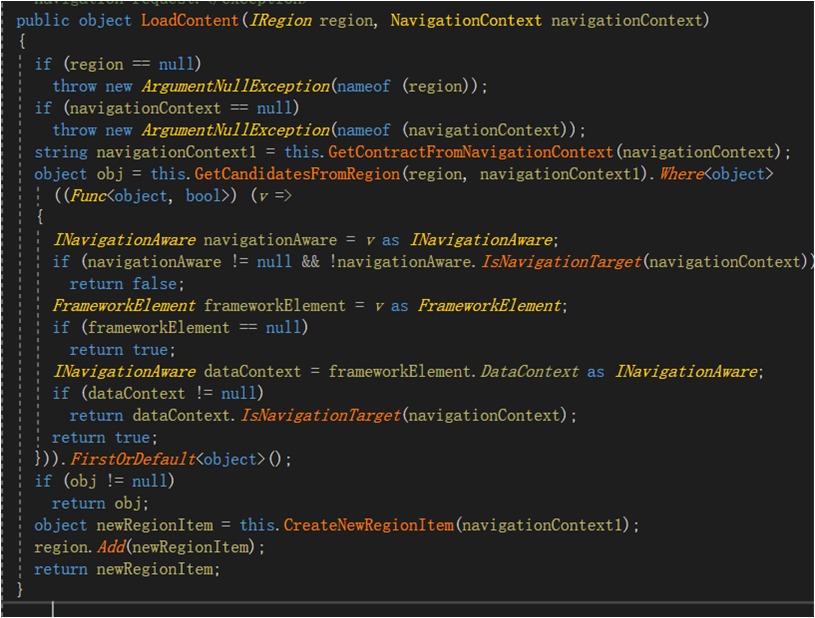 navigation request.</exception>
public object LoadContent(IRegion region, NavigationContext navigationContext)
{
if (region == null)
throw new ArgumentNullException(nameof (region));
if (navigationContext == null)
throw new ArgumentNullException(nameof (navigationContext));
string navigationContext1 = this.GetContractFromNavigationContext(navigationContext);
object obj = this.GetCandidatesFromRegion(region, navigationContext1).Where<object>
((Func<object, bool>) (v =>
{
INavigationAware navigationAware = v as INavigationAware;
if (navigationAware != null && !navigationAware.IsNavigationTarget(navigationContext))
return false;
FrameworkElement frameworkElement = v as FrameworkElement;
if (frameworkElement == null)
return true;
INavigationAware dataContext = frameworkElement.DataContext as INavigationAware;
if (dataContext != null)
return dataContext.IsNavigationTarget(navigationContext);
return true;
})).FirstOrDefault<object>();
if (obj != null)
return obj;
object newRegionItem = this.CreateNewRegionItem(navigationContext1);
region.Add(newRegionItem);
return newRegionItem;
}